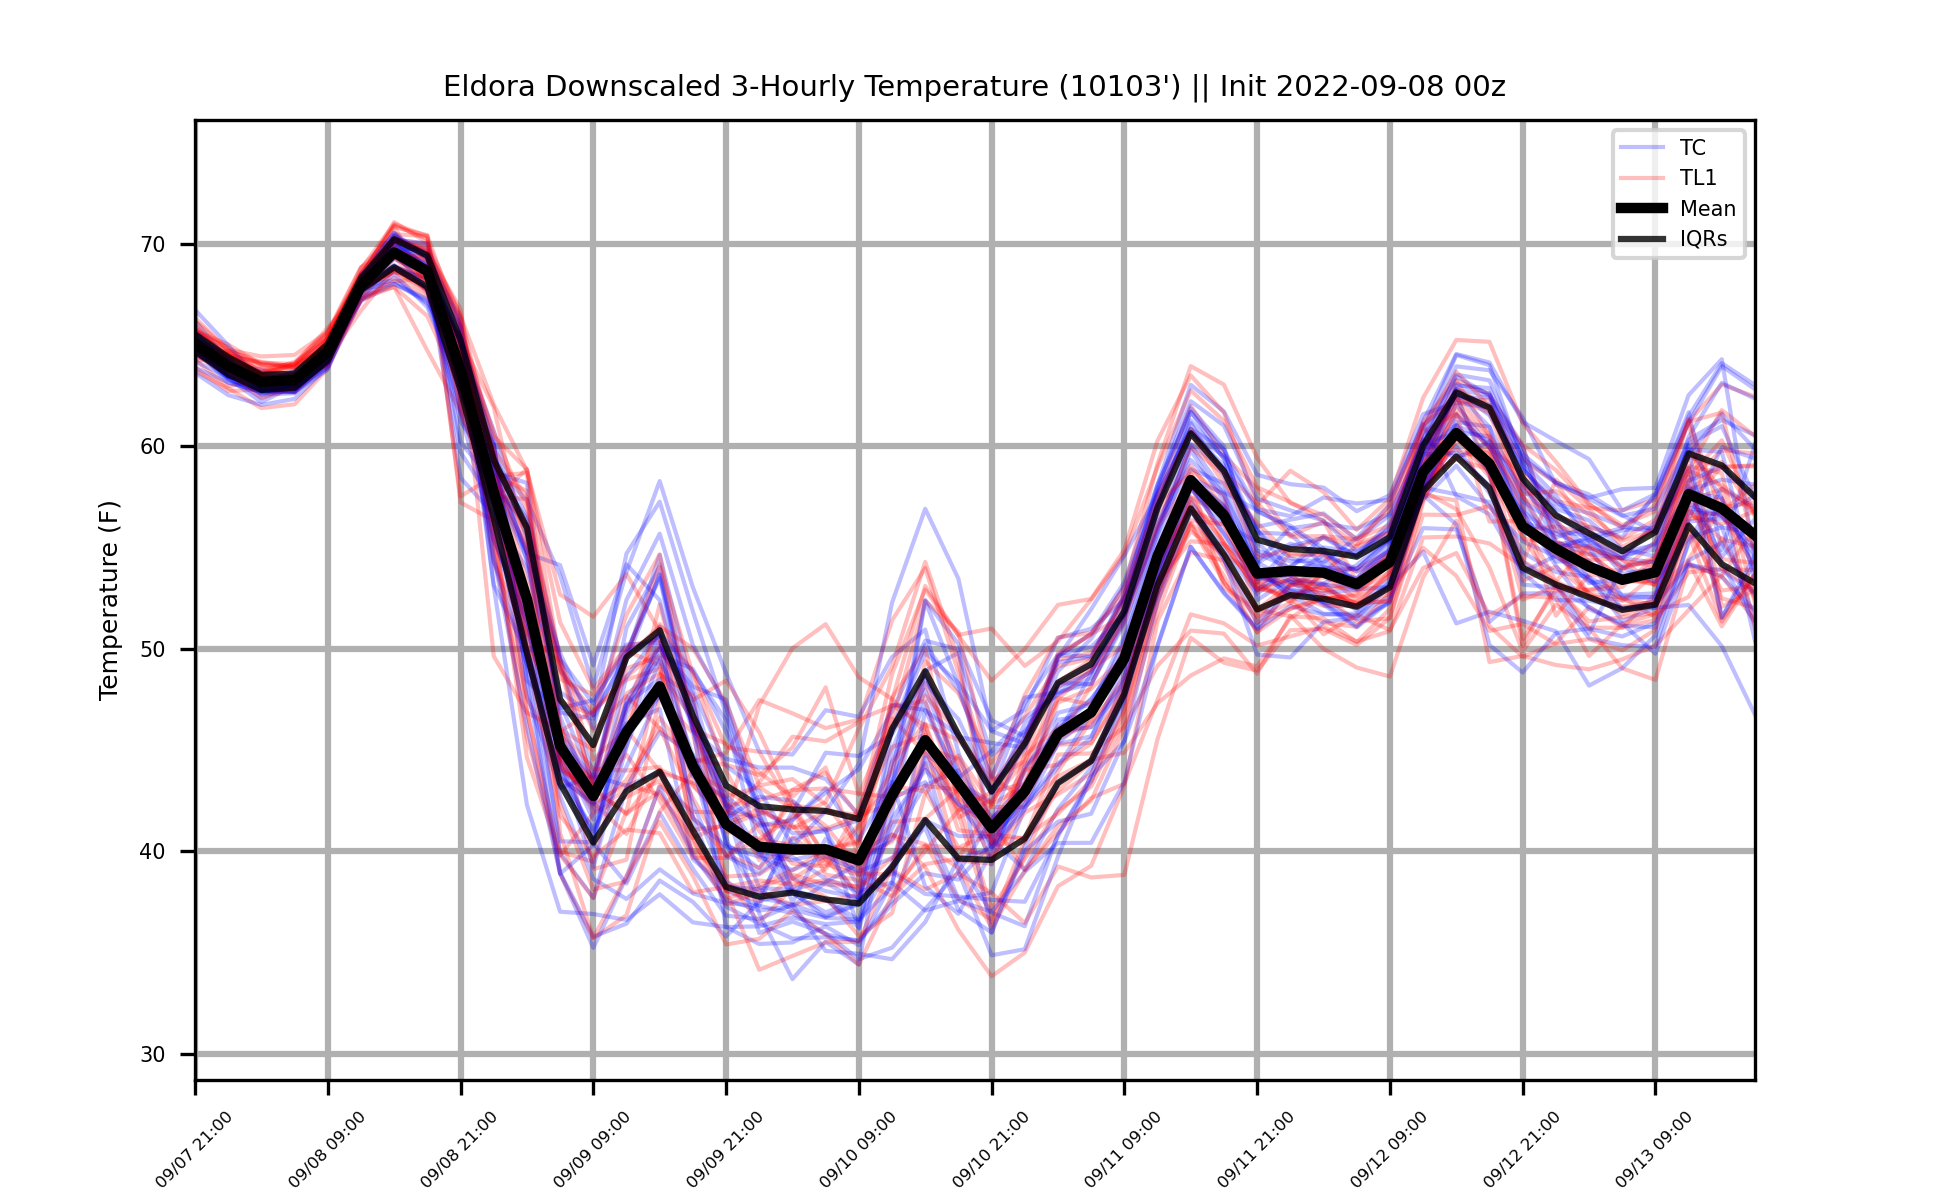 Eldora Downscaled 3-Hourly Temperature (10103') || Init 2022-09-08 00z
TC
TL1
Mean
IQRs
Temperature (F)
70
60
50
40
30
09/07 21:00
09/08 09:00
09/08 21:00
09/09 09:00
09/09 21:00
09/10 09:00
09/10 21:00
09/11 09:00
09/11 21:00
09/12 09:00
09/12 21:00
09/13 09:00